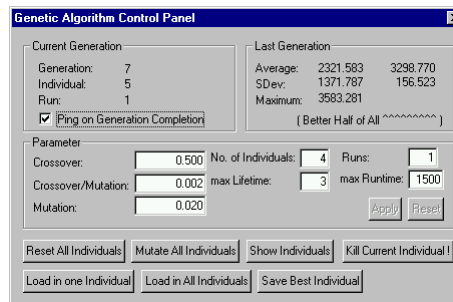 Genetic Algorithm Control Panel
Current Generation
Generation: 7
Individual: 5
Run: 1
Ping on Generation Completion
Last Generation
Average: 2321.583 3298.770
SDev: 1371.787 156.523
Maximum: 3583.281
( Better Half of All ^^^^^^^^^ )
Parameter
Crossover: 0.500 No. of Individuals: 4 Runs: 1
Crossover/Mutation: 0.002 max Lifetime: 3 max Runtime: 1500
Mutation: 0.020
Apply Reset
Reset All Individuals Mutate All Individuals Show Individuals Kill Current Individual !
Load in one Individual Load in All Individuals Save Best Individual